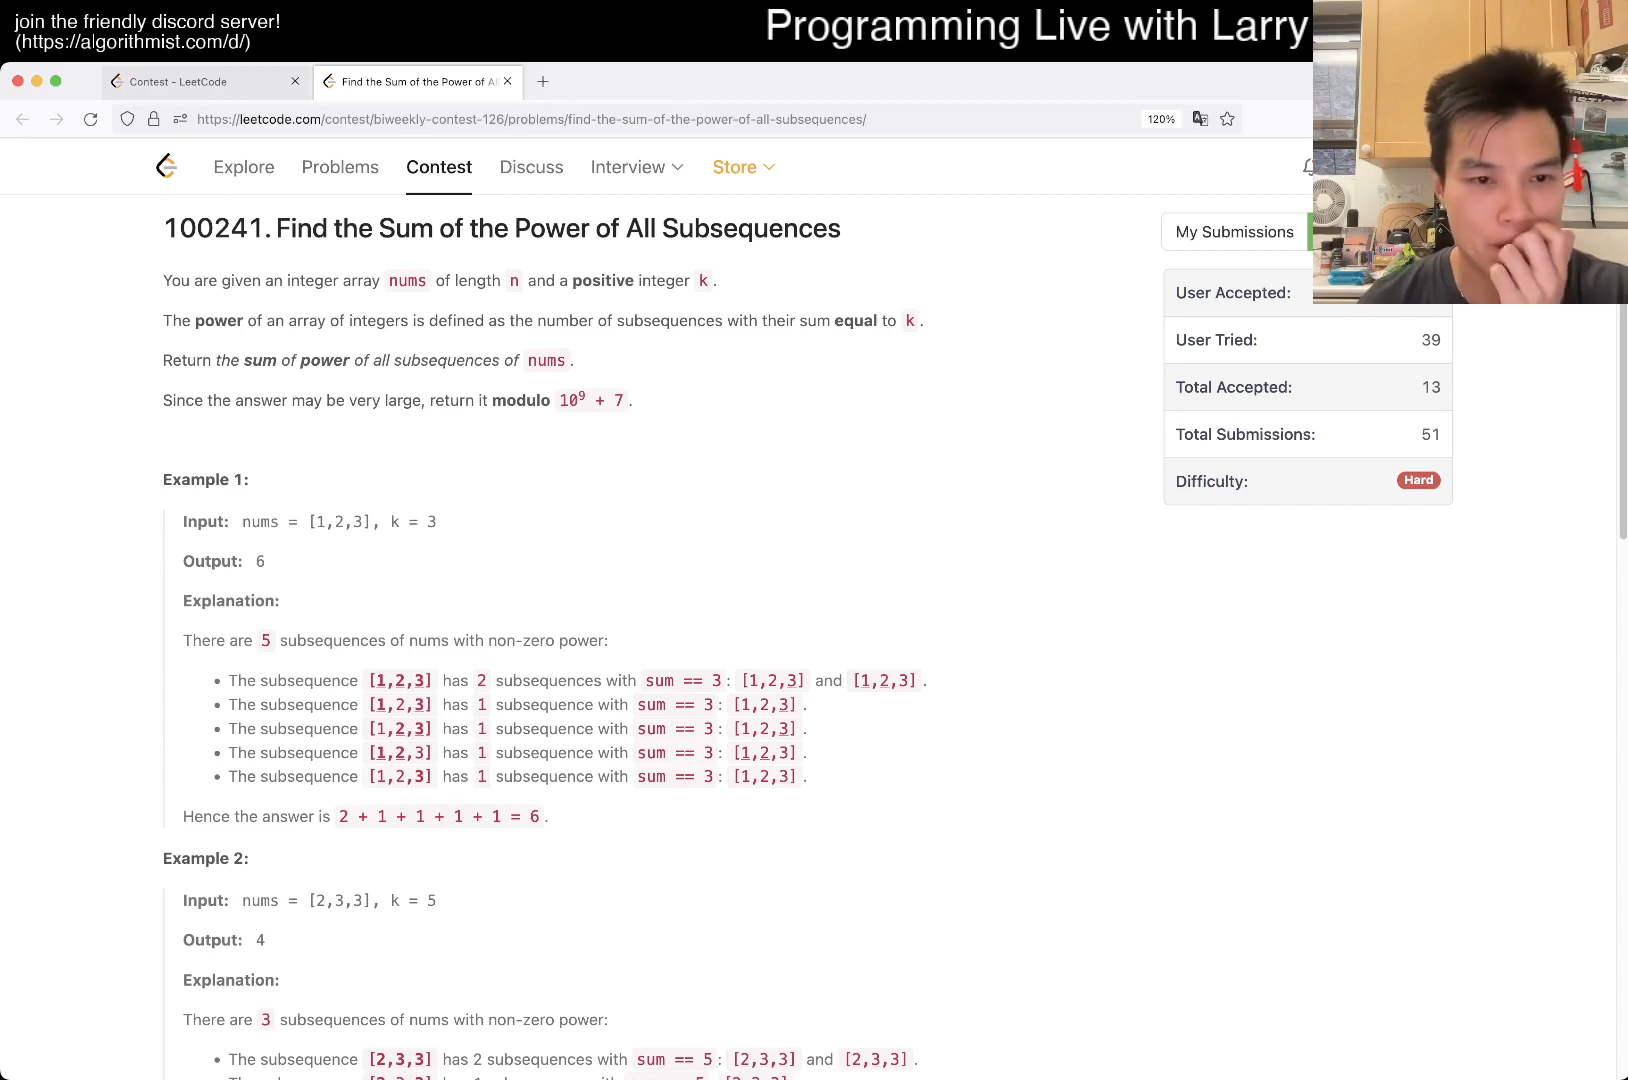 join the friendly discord server!
(https://algorithmist.com/d/)
Programming Live with Larry
Contest - LeetCode
Find the Sum of the Power of Al
https://leetcode.com/contest/biweekly-contest-126/problems/find-the-sum-of-the-power-of-all-subsequences/
120%
Explore Problems Contest Discuss Interview Store
100241. Find the Sum of the Power of All Subsequences
My Submissions
You are given an integer array nums of length n and a positive integer k.
User Accepted:
The power of an array of integers is defined as the number of subsequences with their sum equal to k.
User Tried: 39
Return the sum of power of all subsequences of nums.
Total Accepted: 13
Since the answer may be very large, return it modulo 10⁹ + 7.
Total Submissions: 51
Difficulty: Hard
Example 1:
Input: nums = [1,2,3], k = 3
Output: 6
Explanation:
There are 5 subsequences of nums with non-zero power:
• The subsequence [1,2,3] has 2 subsequences with sum == 3: [1,2,3] and [1,2,3].
• The subsequence [1,2,3] has 1 subsequence with sum == 3: [1,2,3].
• The subsequence [1,2,3] has 1 subsequence with sum == 3: [1,2,3].
• The subsequence [1,2,3] has 1 subsequence with sum == 3: [1,2,3].
• The subsequence [1,2,3] has 1 subsequence with sum == 3: [1,2,3].
Hence the answer is 2 + 1 + 1 + 1 + 1 = 6.
Example 2:
Input: nums = [2,3,3], k = 5
Output: 4
Explanation:
There are 3 subsequences of nums with non-zero power:
• The subsequence [2,3,3] has 2 subsequences with sum == 5: [2,3,3] and [2,3,3].